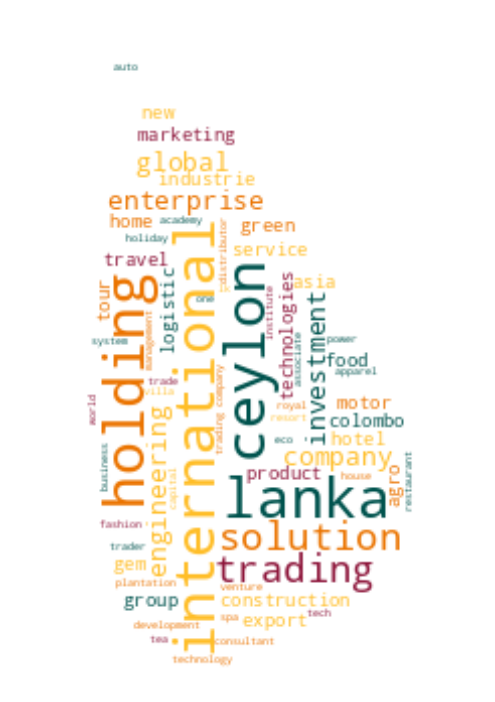 auto
new
marketing
global
industrie
enterprise
home
academy
distributor
green
holiday
service
travel
international
ceylon
holding
logistic
tour
one
institute
technologies
asia
investment
associate
system
management
power
food
apparel
trade
villa
trading company
world
royal
motor
resort
colombo
engineering
eco
hotel
company
business
capital
product
house
agro
restaurant
lanka
fashion
solution
trader
gem
trading
plantation
venture
group
construction
tech
spa
export
development
tea
consultant
technology